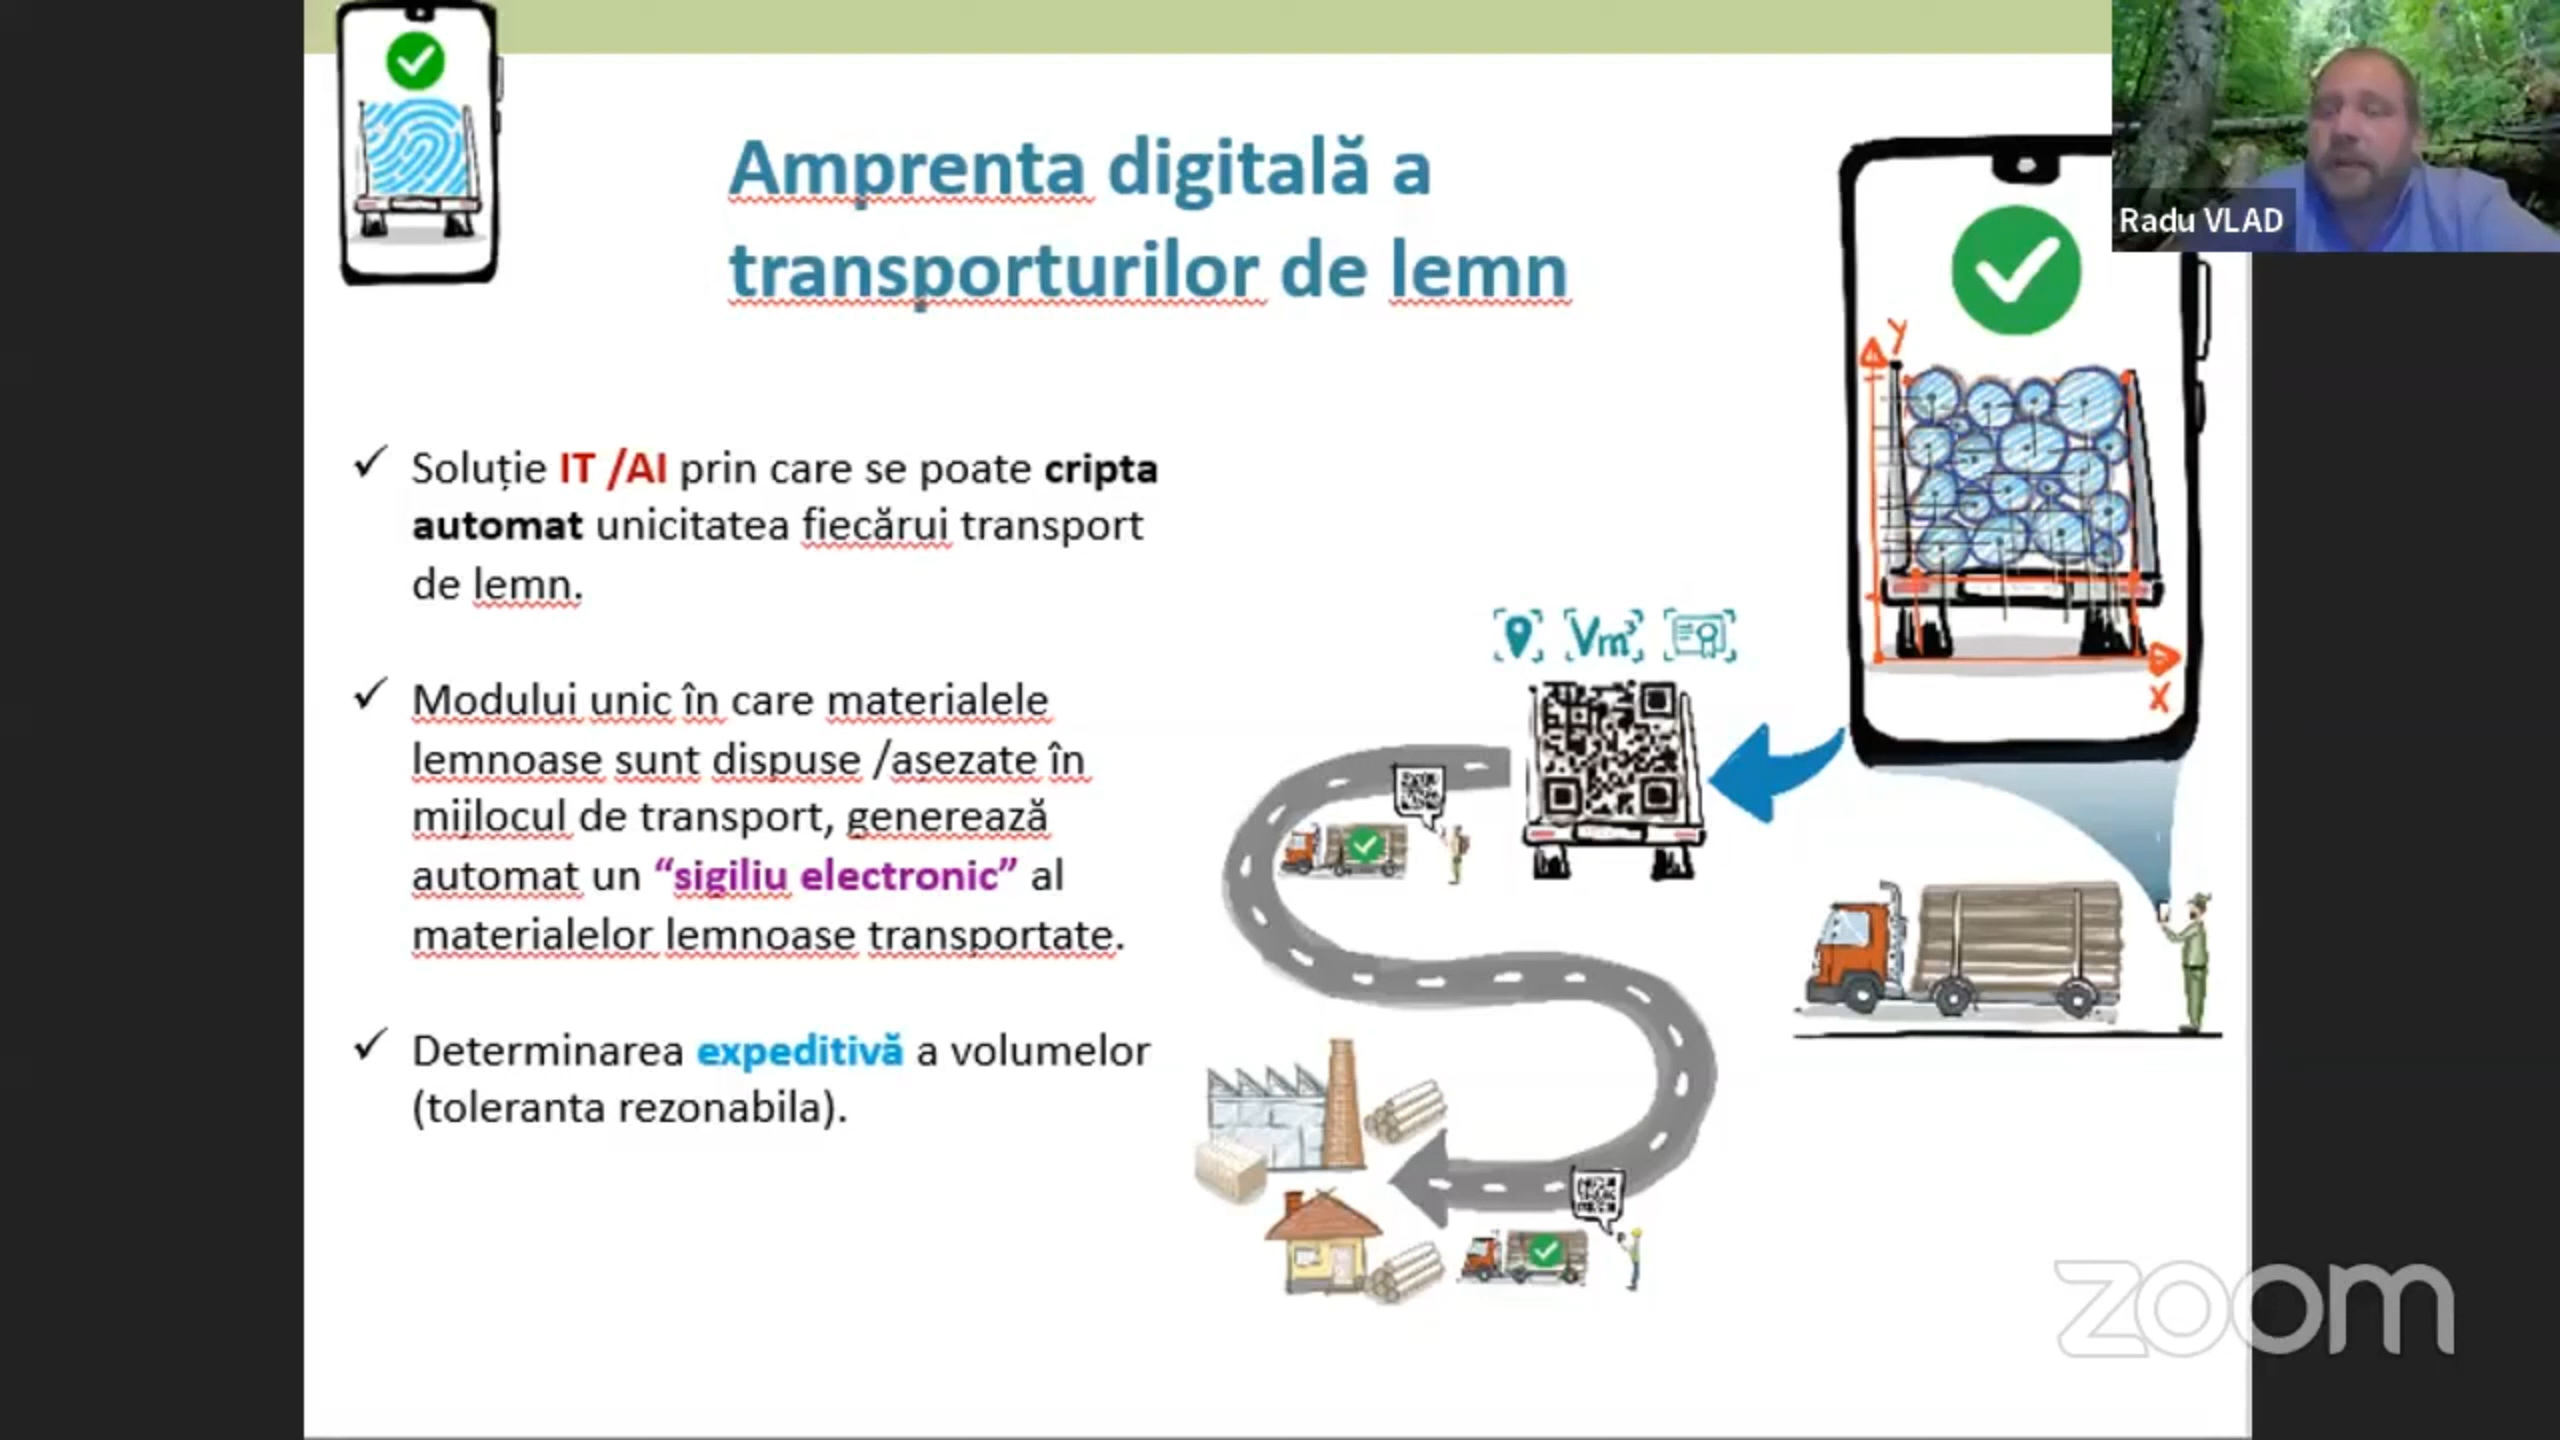 Amprenta digitală a
transporturilor de lemn
Radu VLAD
Soluție IT /AI prin care se poate cripta
automat unicitatea fiecărui transport
de lemn.
Modului unic în care materialele
lemnoase sunt dispuse /asezate în
mijlocul de transport, generează
automat un “sigiliu electronic” al
materialelor lemnoase transportate.
Determinarea expeditivă a volumelor
(toleranta rezonabila).
Y
X
Vm³
zoom